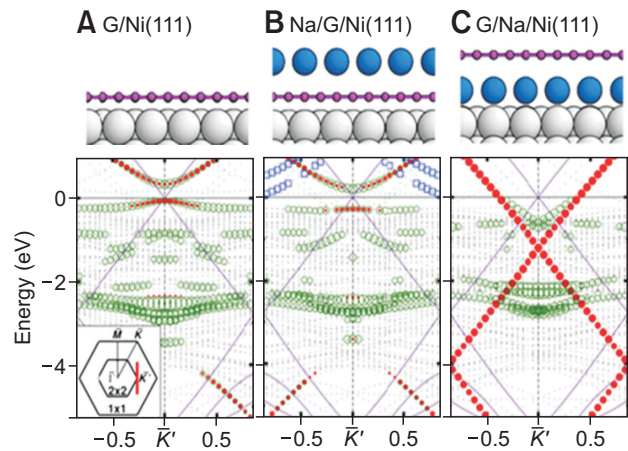 A G/Ni(111)
B Na/G/Ni(111)
C G/Na/Ni(111)
Energy (eV)
0
−2
−4
M̄
K̄
Γ̄
K̄′
2x2
1x1
−0.5 K̄′ 0.5
−0.5 K̄′ 0.5
−0.5 K̄′ 0.5